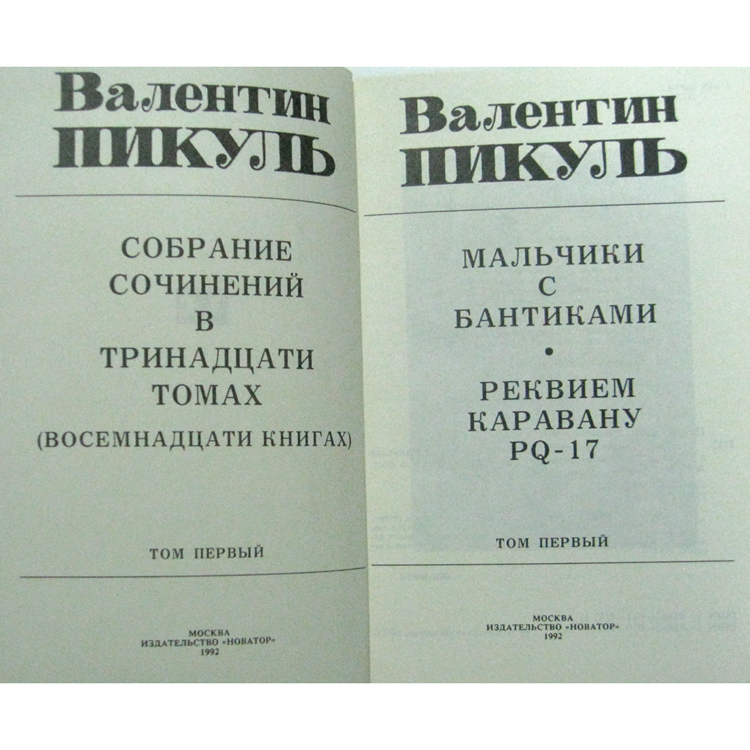 Валентин
ПИКУЛЬ
СОБРАНИЕ
СОЧИНЕНИЙ
В
ТРИНАДЦАТИ
ТОМАХ
(ВОСЕМНАДЦАТИ КНИГАХ)
ТОМ ПЕРВЫЙ
МОСКВА
ИЗДАТЕЛЬСТВО «НОВАТОР»
1992
Валентин
ПИКУЛЬ
МАЛЬЧИКИ
С
БАНТИКАМИ
•
РЕКВИЕМ
КАРАВАНУ
PQ-17
ТОМ ПЕРВЫЙ
МОСКВА
ИЗДАТЕЛЬСТВО «НОВАТОР»
1992